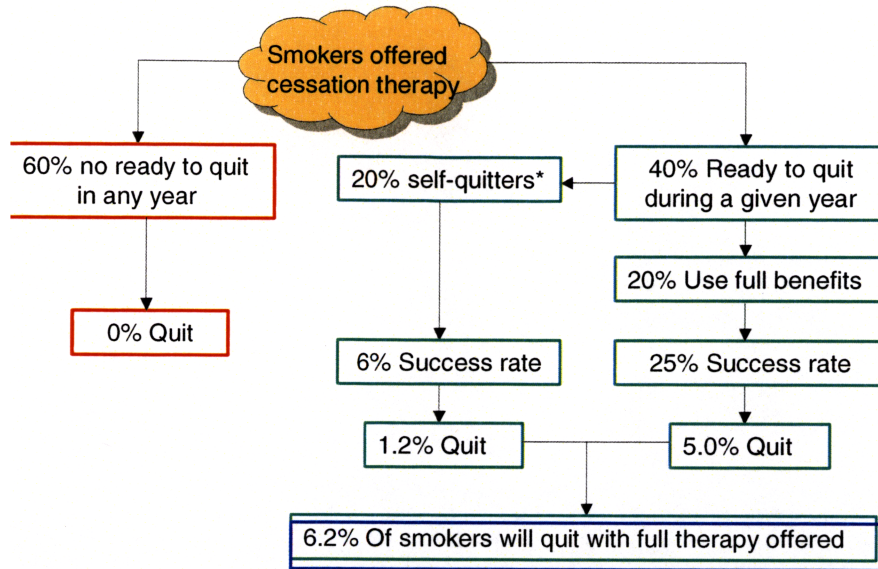 Smokers offered
cessation therapy
60% no ready to quit
in any year
20% self-quitters*
40% Ready to quit
during a given year
20% Use full benefits
0% Quit
6% Success rate
25% Success rate
1.2% Quit
5.0% Quit
6.2% Of smokers will quit with full therapy offered